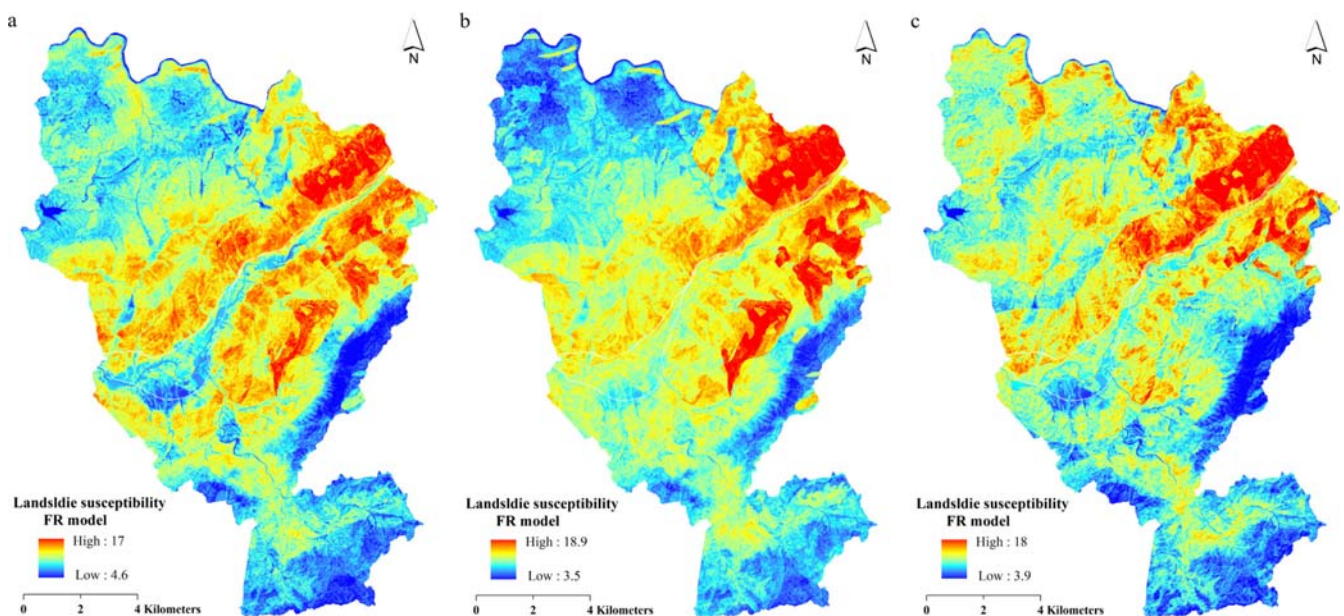 a
N
Landsldie susceptibility
FR model
High : 17
Low : 4.6
0 2 4 Kilometers
b
N
Landsldie susceptibility
FR model
High : 18.9
Low : 3.5
0 2 4 Kilometers
c
N
Landsldie susceptibility
FR model
High : 18
Low : 3.9
0 2 4 Kilometers